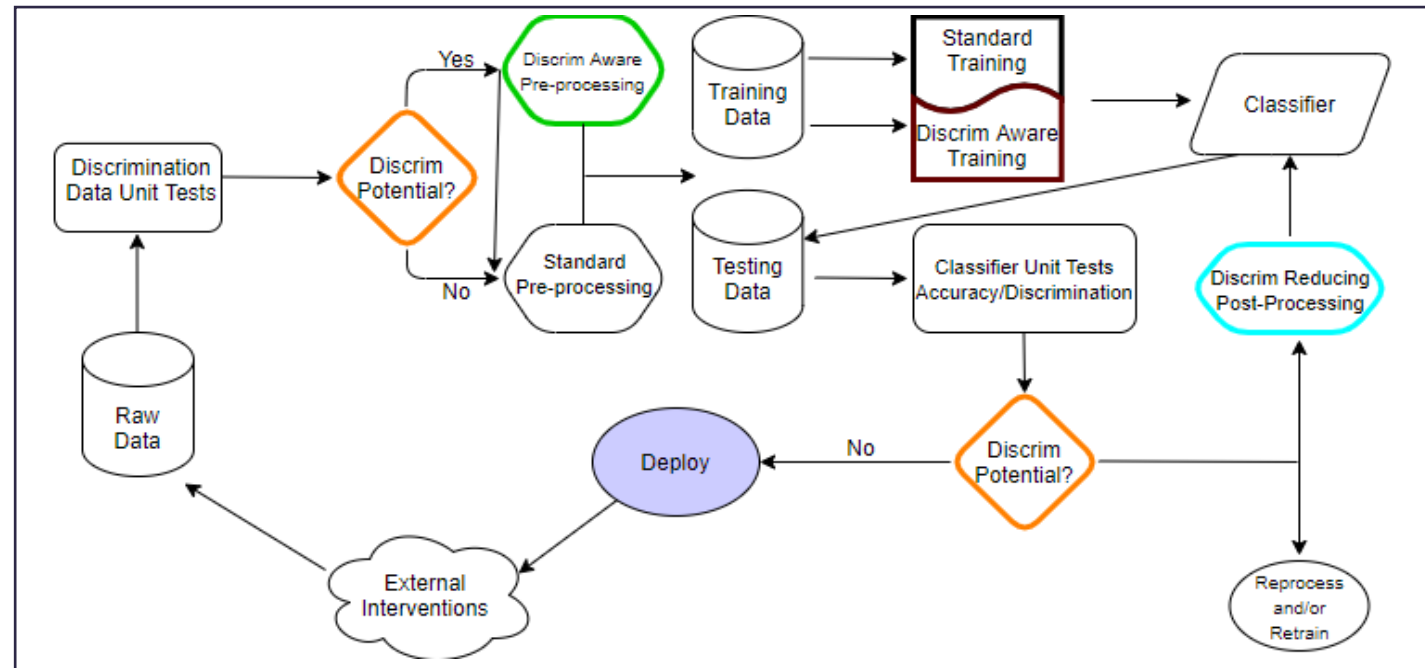 Yes
Discrim Aware
Pre-processing
Training
Data
Standard
Training
Discrim Aware
Training
Classifier
Discrimination
Data Unit Tests
Discrim
Potential?
No
Standard
Pre-processing
Testing
Data
Classifier Unit Tests
Accuracy/Discrimination
Discrim Reducing
Post-Processing
Raw
Data
Deploy
No
Discrim
Potential?
External
Interventions
Reprocess
and/or
Retrain